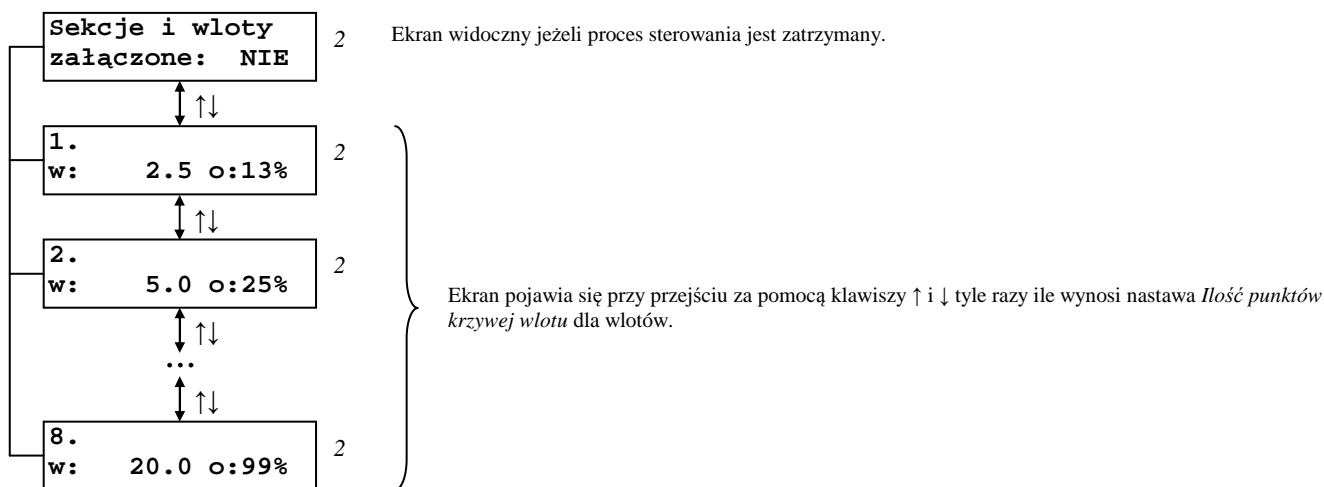 Sekcje i wloty
załączone: NIE
2
Ekran widoczny jeżeli proces sterowania jest zatrzymany.
↑↓
1.
w: 2.5 o:13%
2
↑↓
2.
w: 5.0 o:25%
2
Ekran pojawia się przy przejściu za pomocą klawiszy ↑ i ↓ tyle razy ile wynosi nastawa Ilość punktów
krzywej wlotu dla wlotów.
↑↓
...
↑↓
8.
w: 20.0 o:99%
2